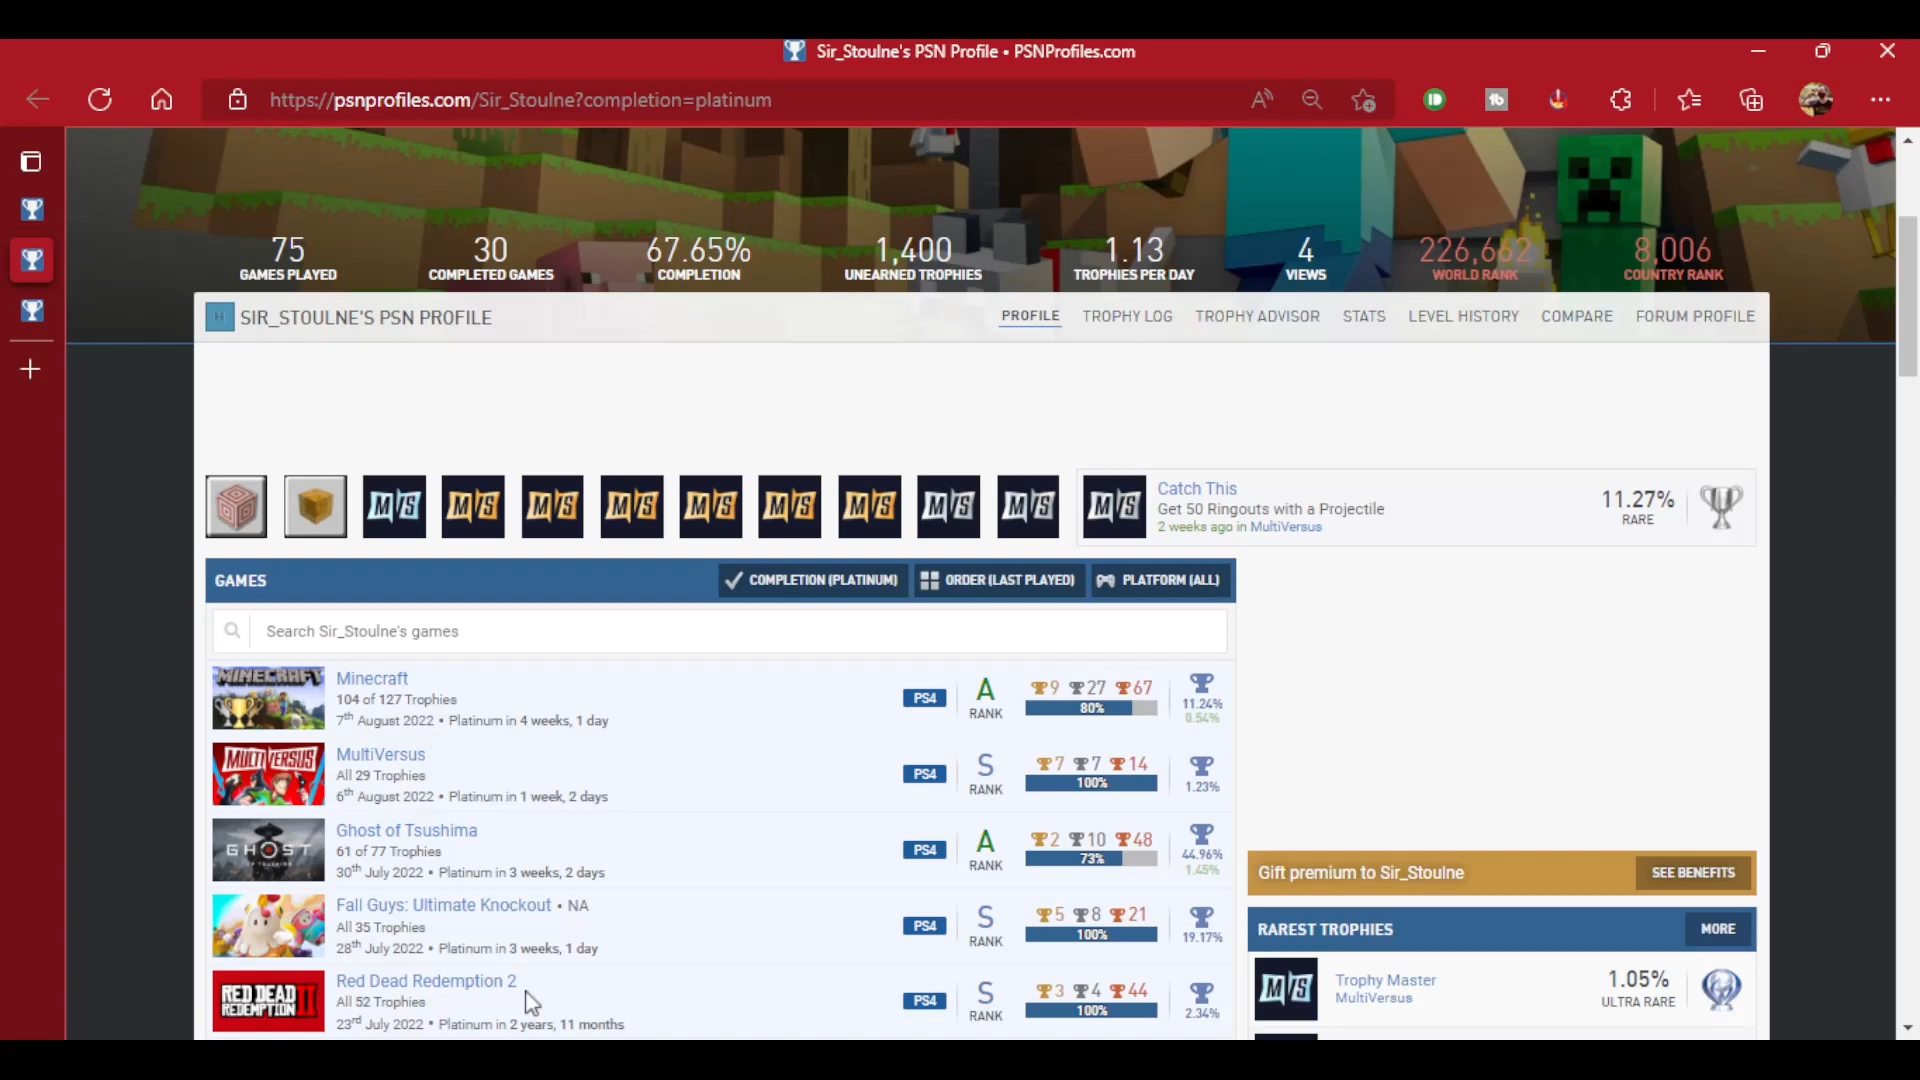 Sir_Stoulne's PSN Profile • PSNProfiles.com
https://psnprofiles.com/Sir_Stoulne?completion=platinum
75 30 67.65% 1,400 1.13 4 226,662 8,006
GAMES PLAYED COMPLETED GAMES COMPLETION UNEARNED TROPHIES TROPHIES PER DAY VIEWS WORLD RANK COUNTRY RANK
SIR_STOULNE'S PSN PROFILE PROFILE TROPHY LOG TROPHY ADVISOR STATS LEVEL HISTORY COMPARE FORUM PROFILE
Catch This
Get 50 Ringouts with a Projectile
2 weeks ago in MultiVersus
11.27%
RARE
GAMES COMPLETION (PLATINUM) ORDER (LAST PLAYED) PLATFORM (ALL)
Search Sir_Stoulne's games
MINECRAFT
Minecraft
104 of 127 Trophies
7th August 2022 • Platinum in 4 weeks, 1 day
PS4
A
RANK
9 27 67
80%
11.24%
0.54%
MULTIVERSUS
MultiVersus
All 29 Trophies
6th August 2022 • Platinum in 1 week, 2 days
PS4
S
RANK
7 7 14
100%
1.23%
GHOST
Ghost of Tsushima
61 of 77 Trophies
30th July 2022 • Platinum in 3 weeks, 2 days
PS4
A
RANK
2 10 48
73%
44.96%
1.45%
Fall Guys: Ultimate Knockout • NA
All 35 Trophies
28th July 2022 • Platinum in 3 weeks, 1 day
PS4
S
RANK
5 8 21
100%
19.17%
RED DEAD
REDEMPTION II
Red Dead Redemption 2
All 52 Trophies
23rd July 2022 • Platinum in 2 years, 11 months
PS4
S
RANK
3 4 44
100%
2.34%
Gift premium to Sir_Stoulne SEE BENEFITS
RAREST TROPHIES MORE
M/S
Trophy Master
MultiVersus
1.05%
ULTRA RARE